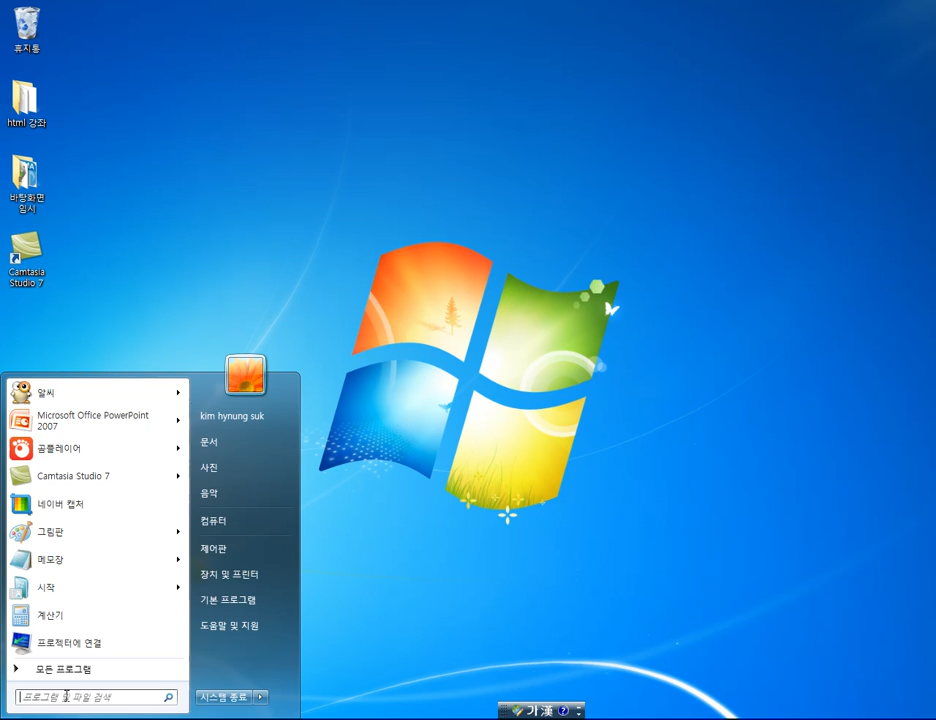 휴지통
html 강좌
바탕화면
임시
Camtasia
Studio 7
알씨
Microsoft Office PowerPoint
2007
곰플레이어
Camtasia Studio 7
네이버 캡처
그림판
메모장
시작
계산기
프로젝터에 연결
모든 프로그램
프로그램 및 파일 검색
kim hynung suk
문서
사진
음악
컴퓨터
제어판
장치 및 프린터
기본 프로그램
도움말 및 지원
시스템 종료
가 漢 ?